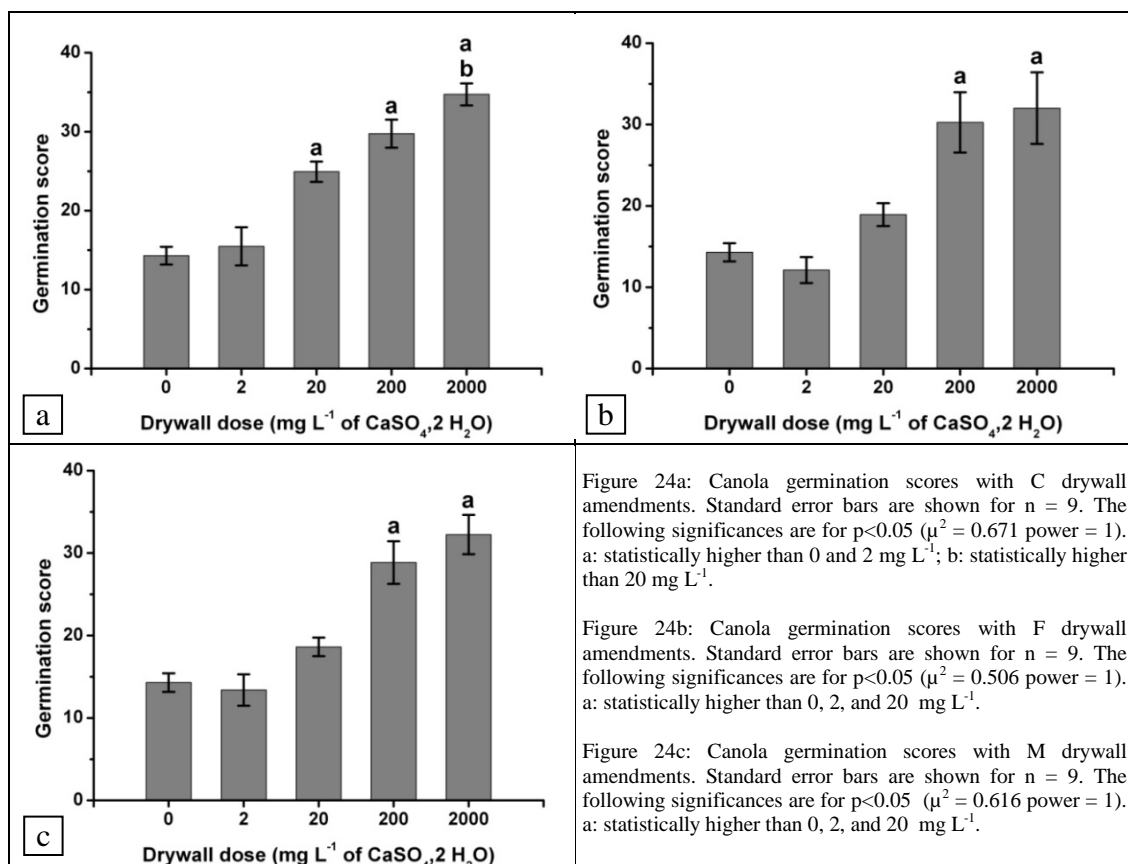 40
30
20
10
0
Germination score
a
a
a
b
0 2 20 200 2000
Drywall dose (mg L⁻¹ of CaSO₄,2 H₂O)
a
40
30
20
10
0
Germination score
a
a
0 2 20 200 2000
Drywall dose (mg L⁻¹ of CaSO₄,2 H₂O)
b
40
30
20
10
0
Germination score
a
a
0 2 20 200 2000
Drywall dose (mg L⁻¹ of CaSO₄,2 H₂O)
c
Figure 24a: Canola germination scores with C drywall
amendments. Standard error bars are shown for n = 9. The
following significances are for p<0.05 (µ² = 0.671 power = 1).
a: statistically higher than 0 and 2 mg L⁻¹; b: statistically higher
than 20 mg L⁻¹.
Figure 24b: Canola germination scores with F drywall
amendments. Standard error bars are shown for n = 9. The
following significances are for p<0.05 (µ² = 0.506 power = 1).
a: statistically higher than 0, 2, and 20 mg L⁻¹.
Figure 24c: Canola germination scores with M drywall
amendments. Standard error bars are shown for n = 9. The
following significances are for p<0.05 (µ² = 0.616 power = 1).
a: statistically higher than 0, 2, and 20 mg L⁻¹.